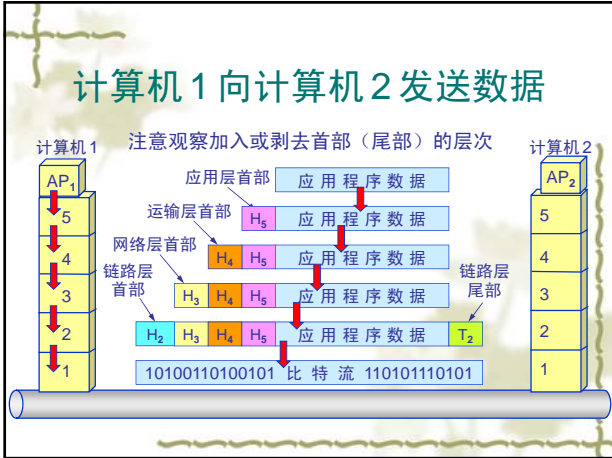 计算机 1 向计算机 2 发送数据
计算机 1
注意观察加入或剥去首部（尾部）的层次
计算机 2
AP₁
应用层首部
应 用 程 序 数 据
AP₂
5
运输层首部
H₅
应 用 程 序 数 据
5
4
网络层首部
H₄ H₅
应 用 程 序 数 据
4
3
链路层
首部
H₃ H₄ H₅
应 用 程 序 数 据
链路层
尾部
3
2
H₂ H₃ H₄ H₅
应 用 程 序 数 据
T₂
2
1
10100110100101 比 特 流 110101110101
1